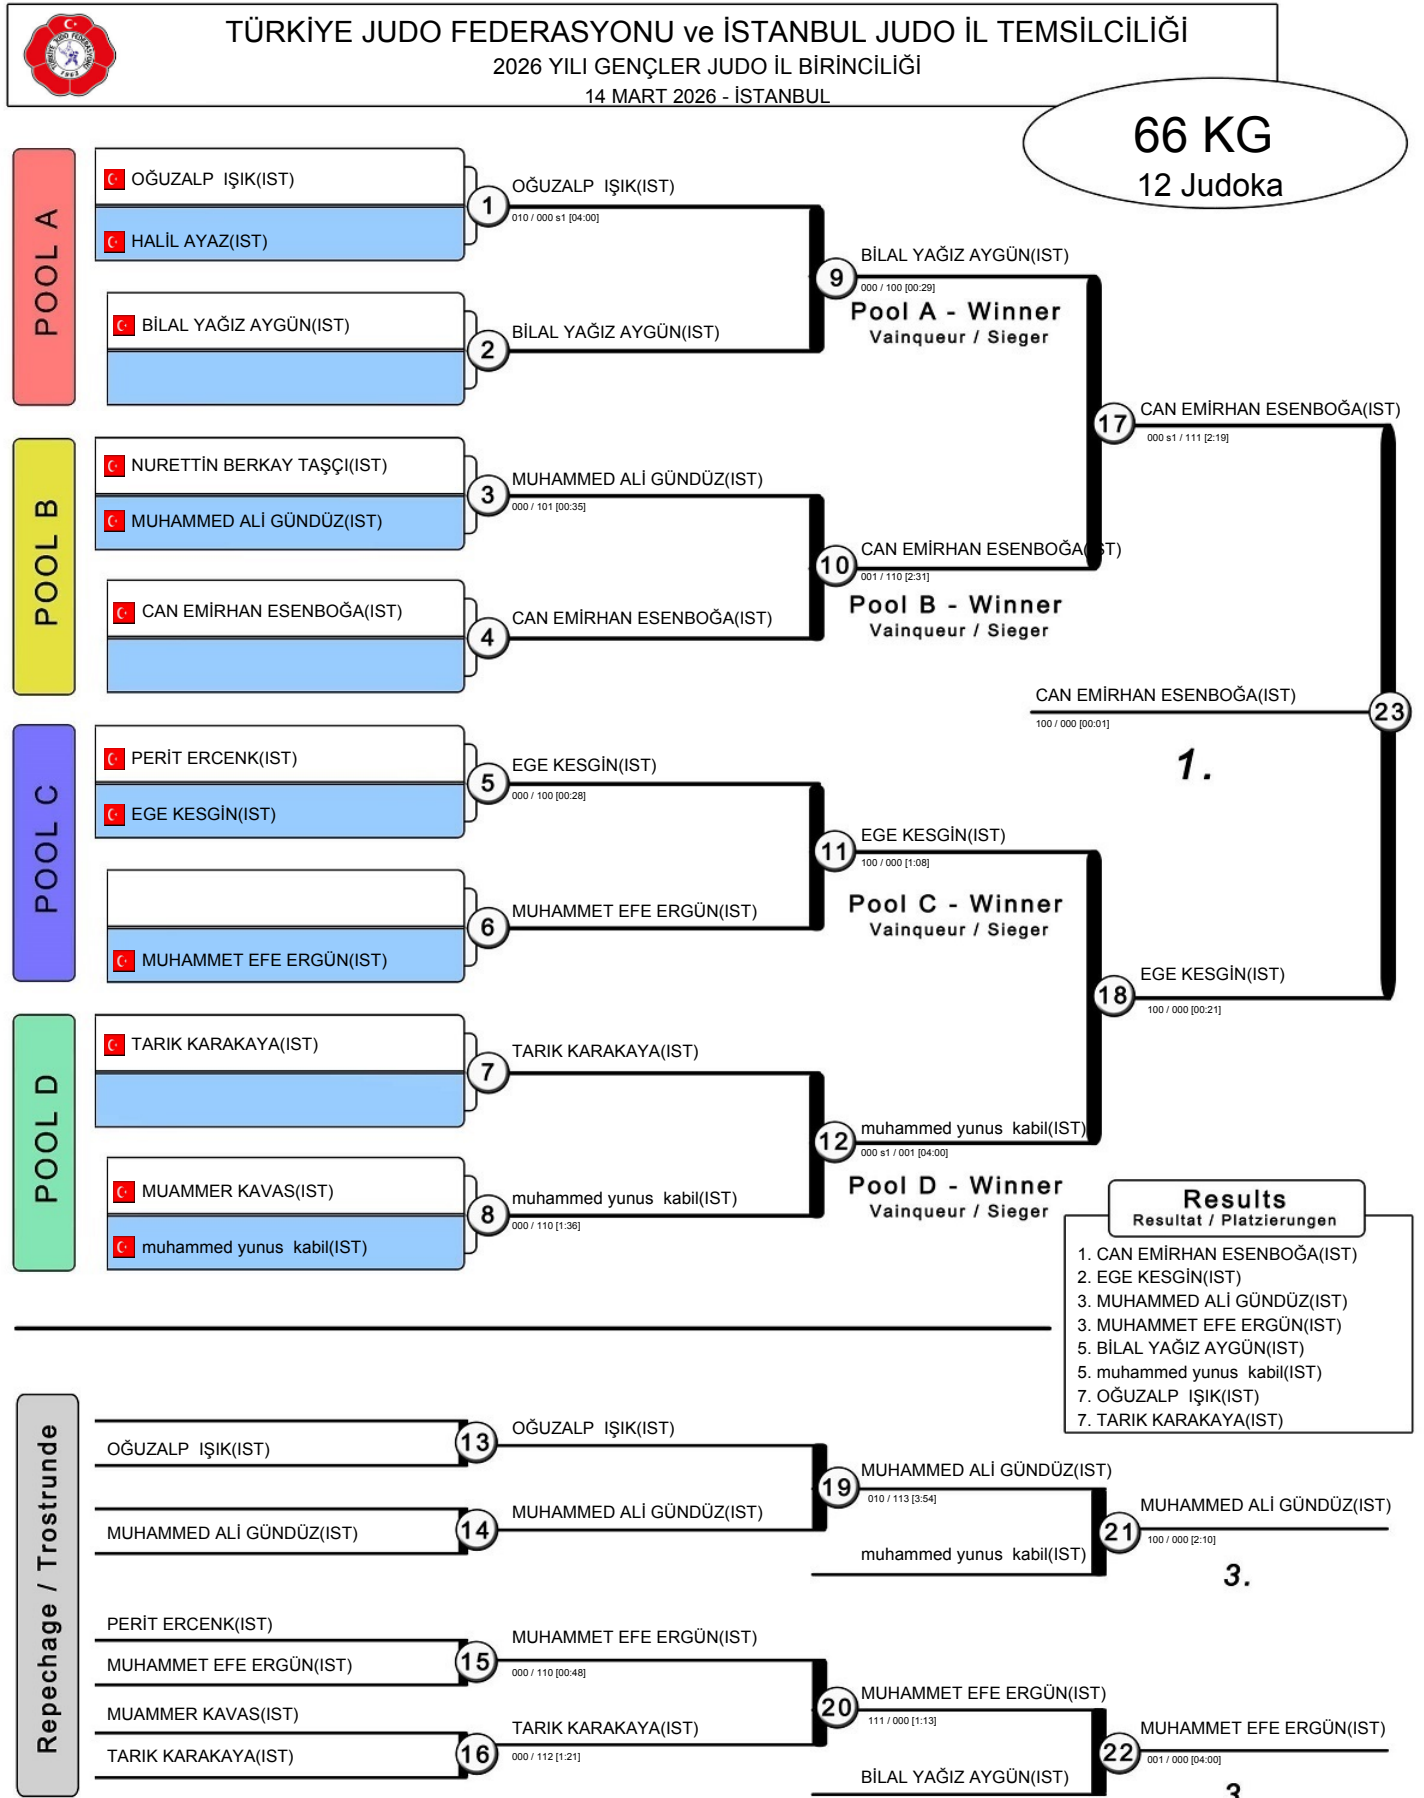 TÜRKİYE JUDO FEDERASYONU ve İSTANBUL JUDO İL TEMSİLCİLİĞİ
2026 YILI GENÇLER JUDO İL BİRİNCİLİĞİ
14 MART 2026 - İSTANBUL
66 KG
12 Judoka
POOL A
OĞUZALP IŞIK(IST)
HALİL AYAZ(IST)
1
OĞUZALP IŞIK(IST)
010 / 000 s1 [04:00]
BİLAL YAĞIZ AYGÜN(IST)
2
BİLAL YAĞIZ AYGÜN(IST)
9
BİLAL YAĞIZ AYGÜN(IST)
000 / 100 [00:29]
Pool A - Winner
Vainqueur / Sieger
17
CAN EMİRHAN ESENBOĞA(IST)
000 s1 / 111 [2:19]
POOL B
NURETTİN BERKAY TAŞÇI(IST)
MUHAMMED ALİ GÜNDÜZ(IST)
3
MUHAMMED ALİ GÜNDÜZ(IST)
000 / 101 [00:35]
CAN EMİRHAN ESENBOĞA(IST)
4
CAN EMİRHAN ESENBOĞA(IST)
10
CAN EMİRHAN ESENBOĞA(IST)
001 / 110 [2:31]
Pool B - Winner
Vainqueur / Sieger
CAN EMİRHAN ESENBOĞA(IST)
23
100 / 000 [00:01]
1.
POOL C
PERİT ERCENK(IST)
EGE KESGİN(IST)
5
EGE KESGİN(IST)
000 / 100 [00:28]
MUHAMMET EFE ERGÜN(IST)
6
MUHAMMET EFE ERGÜN(IST)
11
EGE KESGİN(IST)
100 / 000 [1:08]
Pool C - Winner
Vainqueur / Sieger
18
EGE KESGİN(IST)
100 / 000 [00:21]
POOL D
TARIK KARAKAYA(IST)
7
TARIK KARAKAYA(IST)
MUAMMER KAVAS(IST)
muhammed yunus kabil(IST)
8
muhammed yunus kabil(IST)
000 / 110 [1:36]
12
muhammed yunus kabil(IST)
000 s1 / 001 [04:00]
Pool D - Winner
Vainqueur / Sieger
Results
Resultat / Platzierungen
1. CAN EMİRHAN ESENBOĞA(IST)
2. EGE KESGİN(IST)
3. MUHAMMED ALİ GÜNDÜZ(IST)
3. MUHAMMET EFE ERGÜN(IST)
5. BİLAL YAĞIZ AYGÜN(IST)
5. muhammed yunus kabil(IST)
7. OĞUZALP IŞIK(IST)
7. TARIK KARAKAYA(IST)
Repechage / Trostrunde
OĞUZALP IŞIK(IST)
13
OĞUZALP IŞIK(IST)
MUHAMMED ALİ GÜNDÜZ(IST)
14
MUHAMMED ALİ GÜNDÜZ(IST)
19
MUHAMMED ALİ GÜNDÜZ(IST)
010 / 113 [3:54]
muhammed yunus kabil(IST)
21
MUHAMMED ALİ GÜNDÜZ(IST)
100 / 000 [2:10]
3.
PERİT ERCENK(IST)
MUHAMMET EFE ERGÜN(IST)
15
MUHAMMET EFE ERGÜN(IST)
000 / 110 [00:48]
MUAMMER KAVAS(IST)
TARIK KARAKAYA(IST)
16
TARIK KARAKAYA(IST)
000 / 112 [1:21]
20
MUHAMMET EFE ERGÜN(IST)
111 / 000 [1:13]
BİLAL YAĞIZ AYGÜN(IST)
22
MUHAMMET EFE ERGÜN(IST)
001 / 000 [04:00]
3